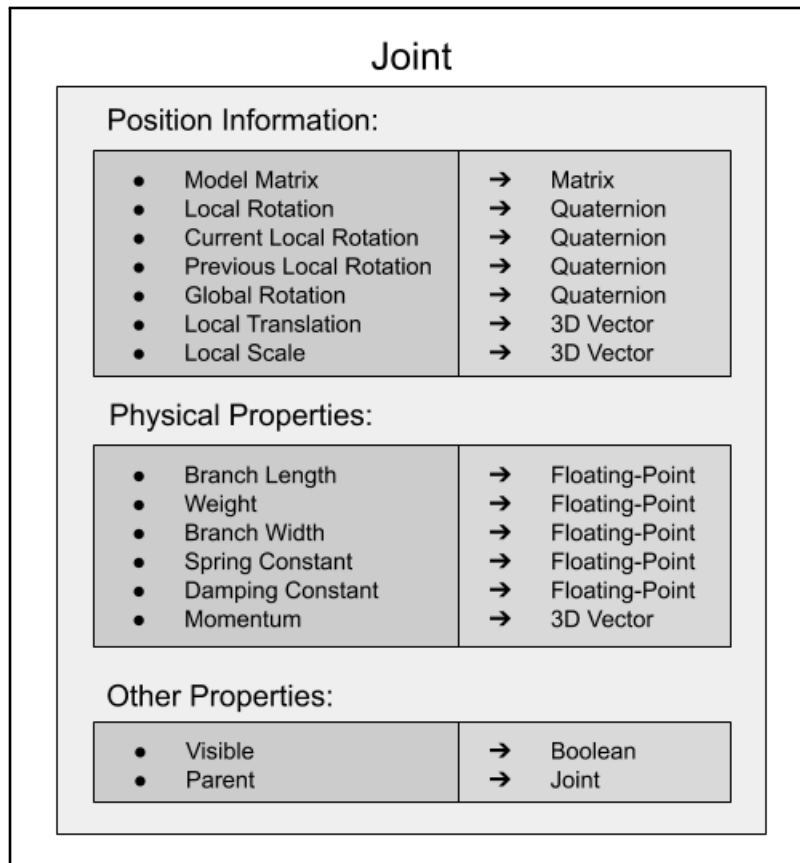 Joint
Position Information:
● Model Matrix ➔ Matrix
● Local Rotation ➔ Quaternion
● Current Local Rotation ➔ Quaternion
● Previous Local Rotation ➔ Quaternion
● Global Rotation ➔ Quaternion
● Local Translation ➔ 3D Vector
● Local Scale ➔ 3D Vector
Physical Properties:
● Branch Length ➔ Floating-Point
● Weight ➔ Floating-Point
● Branch Width ➔ Floating-Point
● Spring Constant ➔ Floating-Point
● Damping Constant ➔ Floating-Point
● Momentum ➔ 3D Vector
Other Properties:
● Visible ➔ Boolean
● Parent ➔ Joint